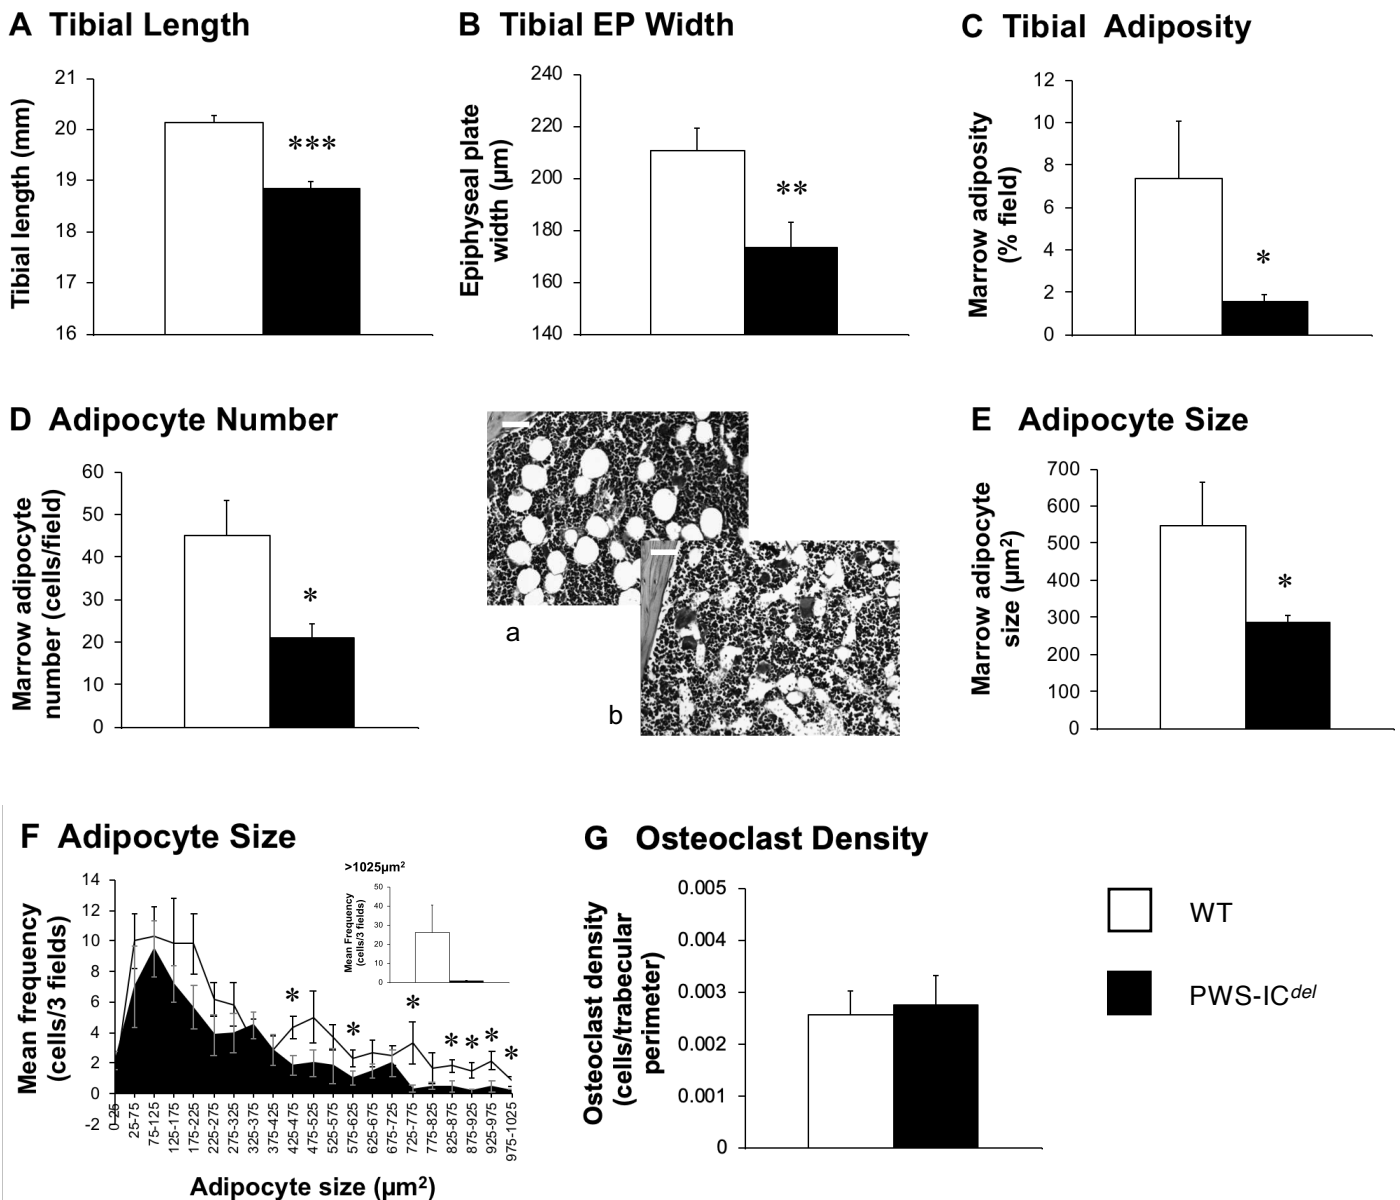 A Tibial Length
B Tibial EP Width
C Tibial Adiposity
Tibial length (mm)
21
20
19
18
17
16
***
Epiphyseal plate
width (μm)
240
220
200
180
160
140
**
Marrow adiposity
(% field)
12
10
8
6
4
2
0
*
D Adipocyte Number
E Adipocyte Size
Marrow adipocyte
number (cells/field)
60
50
40
30
20
10
0
*
a
b
Marrow adipocyte
size (μm²)
700
600
500
400
300
200
100
0
*
F Adipocyte Size
G Osteoclast Density
Mean frequency
(cells/3 fields)
14
12
10
8
6
4
2
0
-2
>1025μm²
Mean Frequency
(cells/3 fields)
50
40
30
20
10
0
* * * * * * *
0-25
25-75
75-125
125-175
175-225
225-275
275-325
325-375
375-425
425-475
475-525
525-575
575-625
625-675
675-725
725-775
775-825
825-875
875-925
925-975
975-1025
Adipocyte size (μm²)
Osteoclast density
(cells/trabecular
perimeter)
0.005
0.004
0.003
0.002
0.001
0
WT
PWS-ICdel